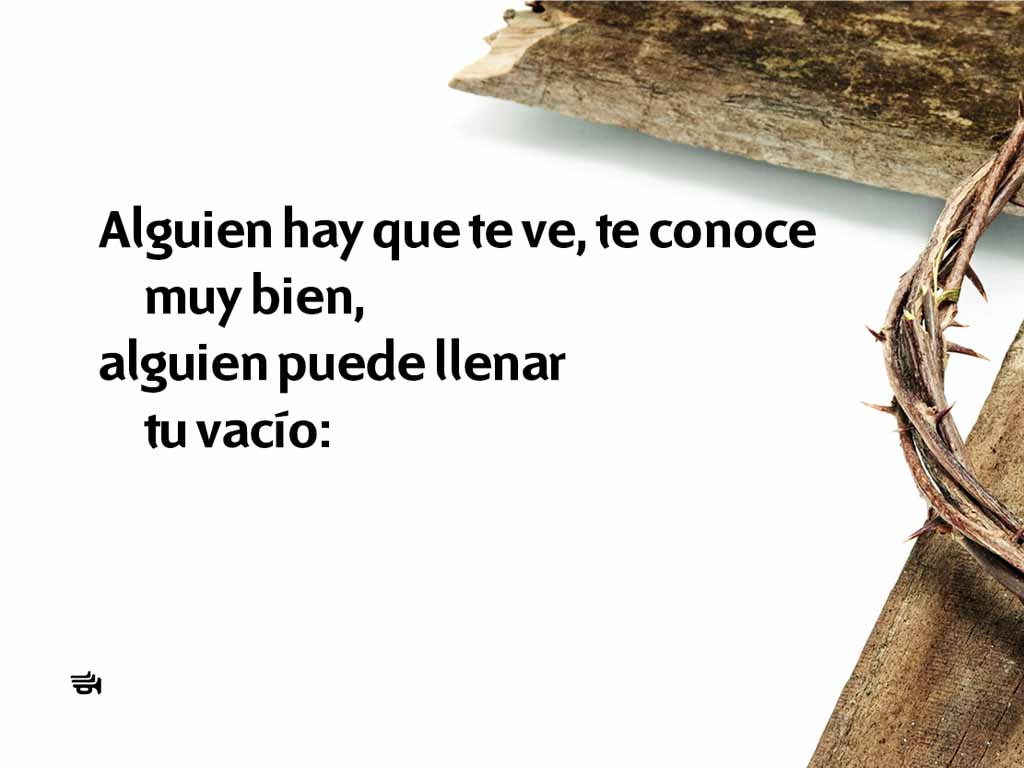 Alguien hay que te ve, te conoce
muy bien,
alguien puede llenar
tu vacío: